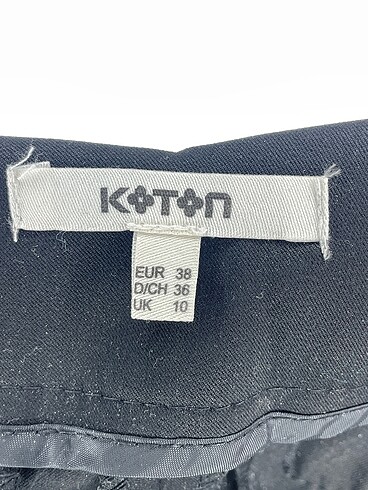 KOTON
EUR 38
D/CH 36
UK 10